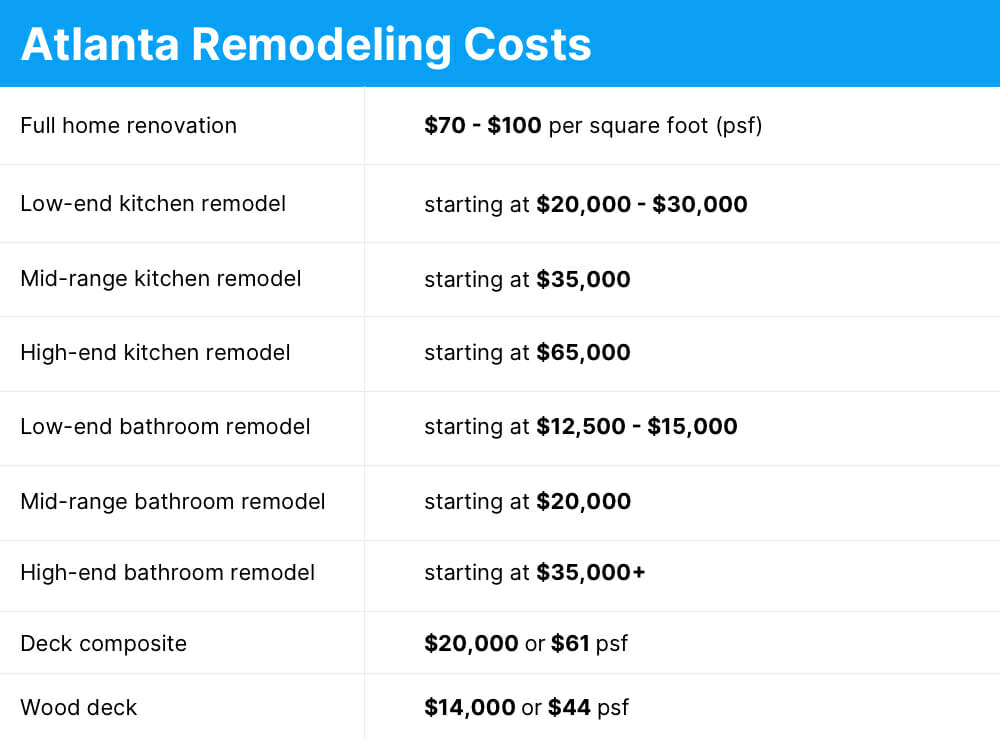 Atlanta Remodeling Costs
Full home renovation $70 - $100 per square foot (psf)
Low-end kitchen remodel starting at $20,000 - $30,000
Mid-range kitchen remodel starting at $35,000
High-end kitchen remodel starting at $65,000
Low-end bathroom remodel starting at $12,500 - $15,000
Mid-range bathroom remodel starting at $20,000
High-end bathroom remodel starting at $35,000+
Deck composite $20,000 or $61 psf
Wood deck $14,000 or $44 psf